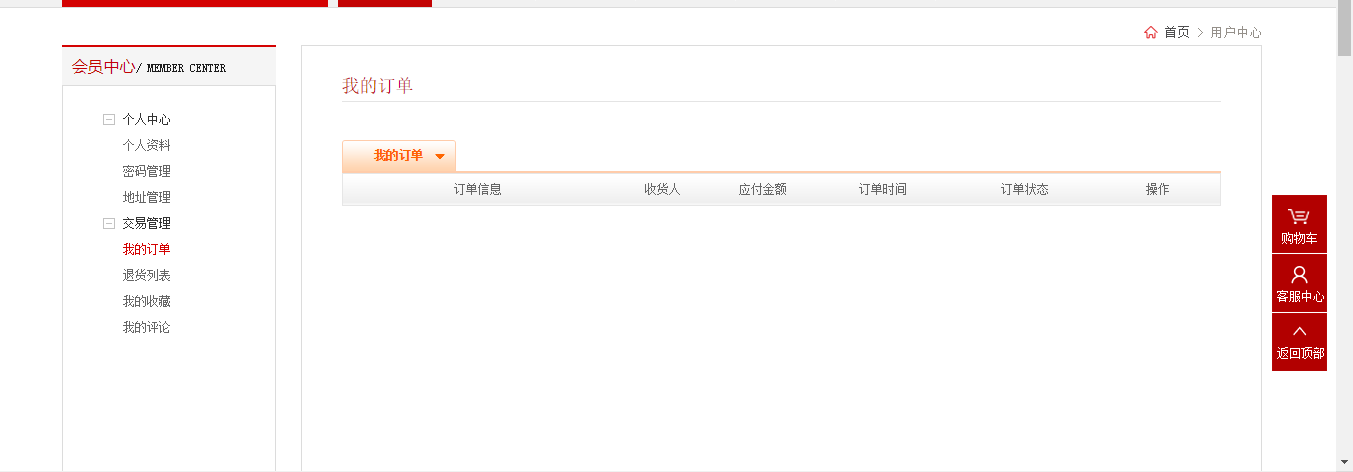 首页 > 用户中心
会员中心/ MEMBER CENTER
个人中心
个人资料
密码管理
地址管理
交易管理
我的订单
退货列表
我的收藏
我的评论
我的订单
我的订单
订单信息 收货人 应付金额 订单时间 订单状态 操作
购物车
客服中心
返回顶部